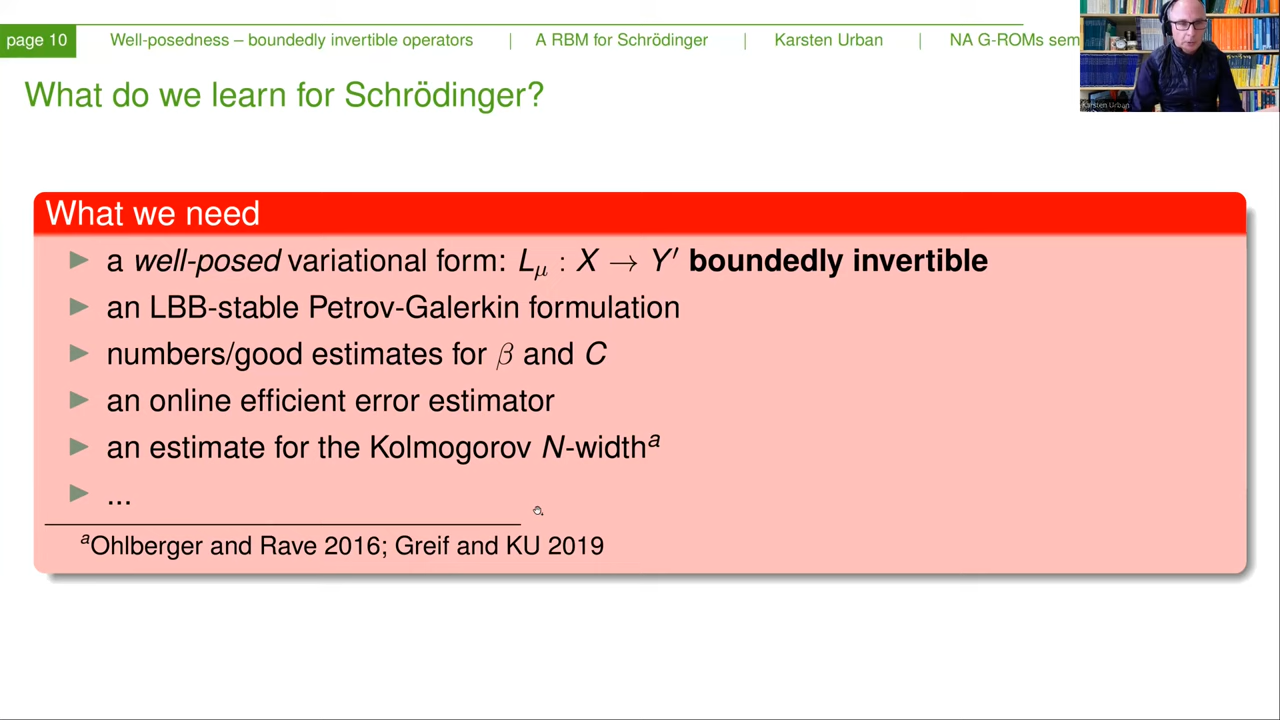 page 10 Well-posedness – boundedly invertible operators | A RBM for Schrödinger | Karsten Urban | NA G-ROMs sem
What do we learn for Schrödinger?
Karsten Urban
What we need
▶ a well-posed variational form: L_μ : X → Y′ boundedly invertible
▶ an LBB-stable Petrov-Galerkin formulation
▶ numbers/good estimates for β and C
▶ an online efficient error estimator
▶ an estimate for the Kolmogorov N-width^a
▶ ...
^aOhlberger and Rave 2016; Greif and KU 2019